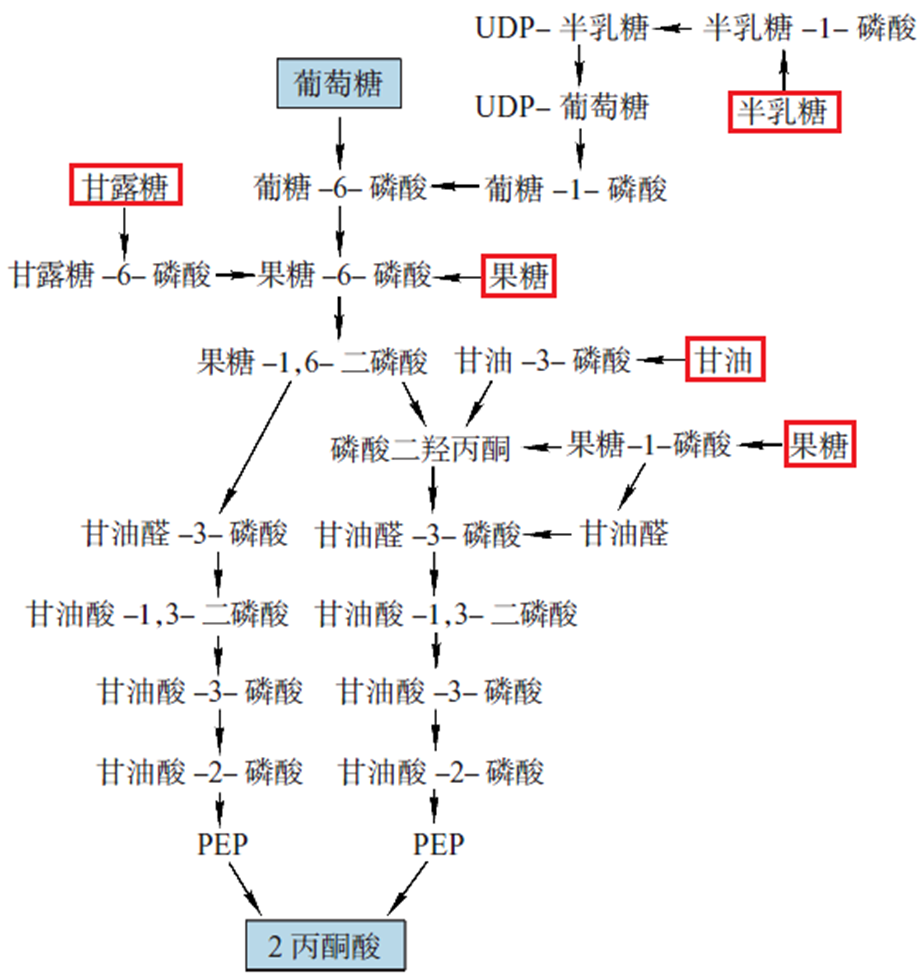 UDP–半乳糖 半乳糖–1–磷酸
葡萄糖
UDP–葡萄糖 半乳糖
甘露糖 葡糖–6–磷酸 葡糖–1–磷酸
甘露糖–6–磷酸 果糖–6–磷酸 果糖
果糖–1,6–二磷酸 甘油–3–磷酸 甘油
磷酸二羟丙酮 果糖–1–磷酸 果糖
甘油醛–3–磷酸 甘油醛–3–磷酸 甘油醛
甘油酸–1,3–二磷酸 甘油酸–1,3–二磷酸
甘油酸–3–磷酸 甘油酸–3–磷酸
甘油酸–2–磷酸 甘油酸–2–磷酸
PEP PEP
2丙酮酸